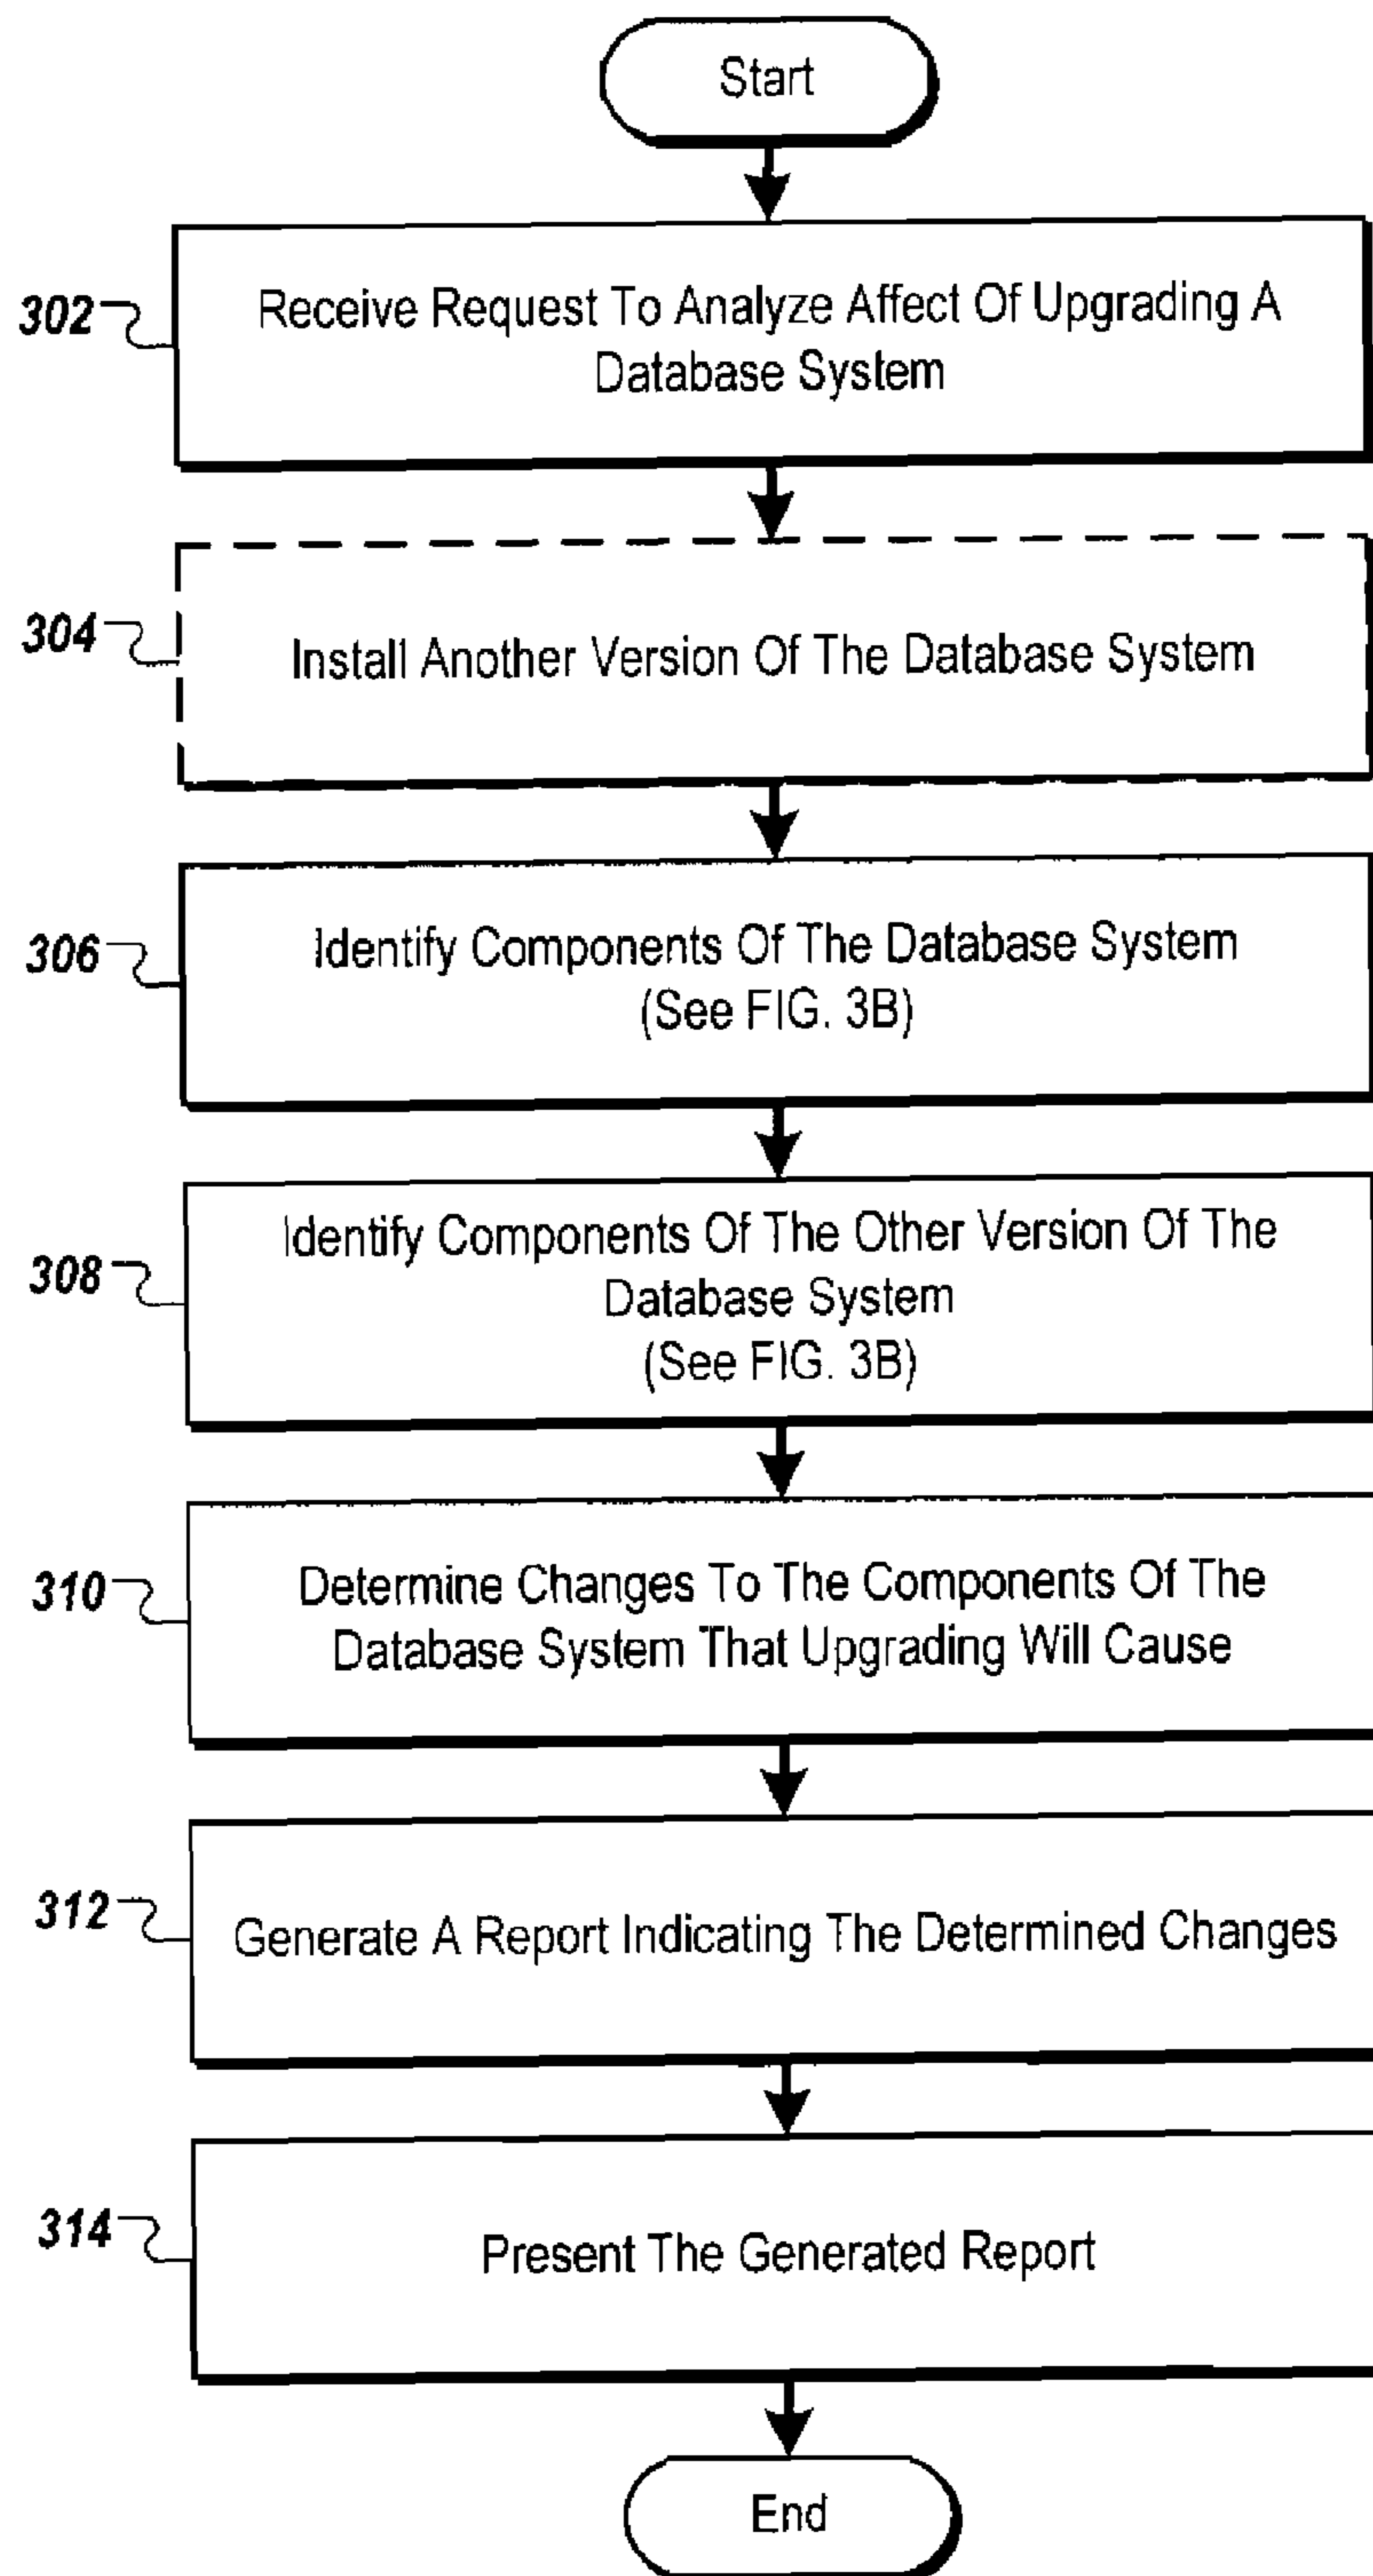 Start
302
Receive Request To Analyze Affect Of Upgrading A
Database System
304
Install Another Version Of The Database System
306
Identify Components Of The Database System
(See FIG. 3B)
308
Identify Components Of The Other Version Of The
Database System
(See FIG. 3B)
310
Determine Changes To The Components Of The
Database System That Upgrading Will Cause
312
Generate A Report Indicating The Determined Changes
314
Present The Generated Report
End